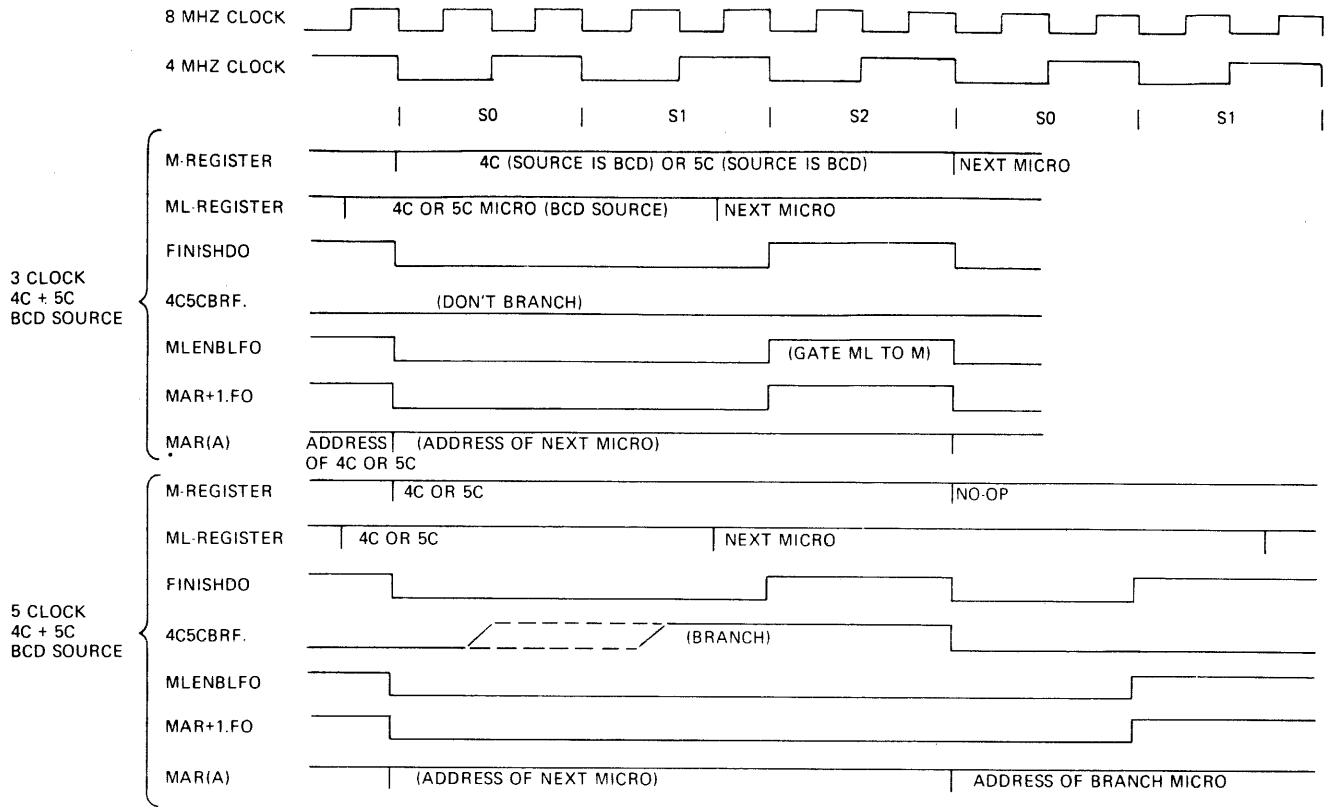 8 MHZ CLOCK
4 MHZ CLOCK
S0 S1 S2 S0 S1
3 CLOCK
4C + 5C
BCD SOURCE
M-REGISTER 4C (SOURCE IS BCD) OR 5C (SOURCE IS BCD) NEXT MICRO
ML-REGISTER 4C OR 5C MICRO (BCD SOURCE) NEXT MICRO
FINISHDO
4C5CBRF. (DON'T BRANCH)
MLENBLFO (GATE ML TO M)
MAR+1.FO
MAR(A) ADDRESS (ADDRESS OF NEXT MICRO)
OF 4C OR 5C
5 CLOCK
4C + 5C
BCD SOURCE
M-REGISTER 4C OR 5C NO-OP
ML-REGISTER 4C OR 5C NEXT MICRO
FINISHDO
4C5CBRF. (BRANCH)
MLENBLFO
MAR+1.FO
MAR(A) (ADDRESS OF NEXT MICRO) ADDRESS OF BRANCH MICRO